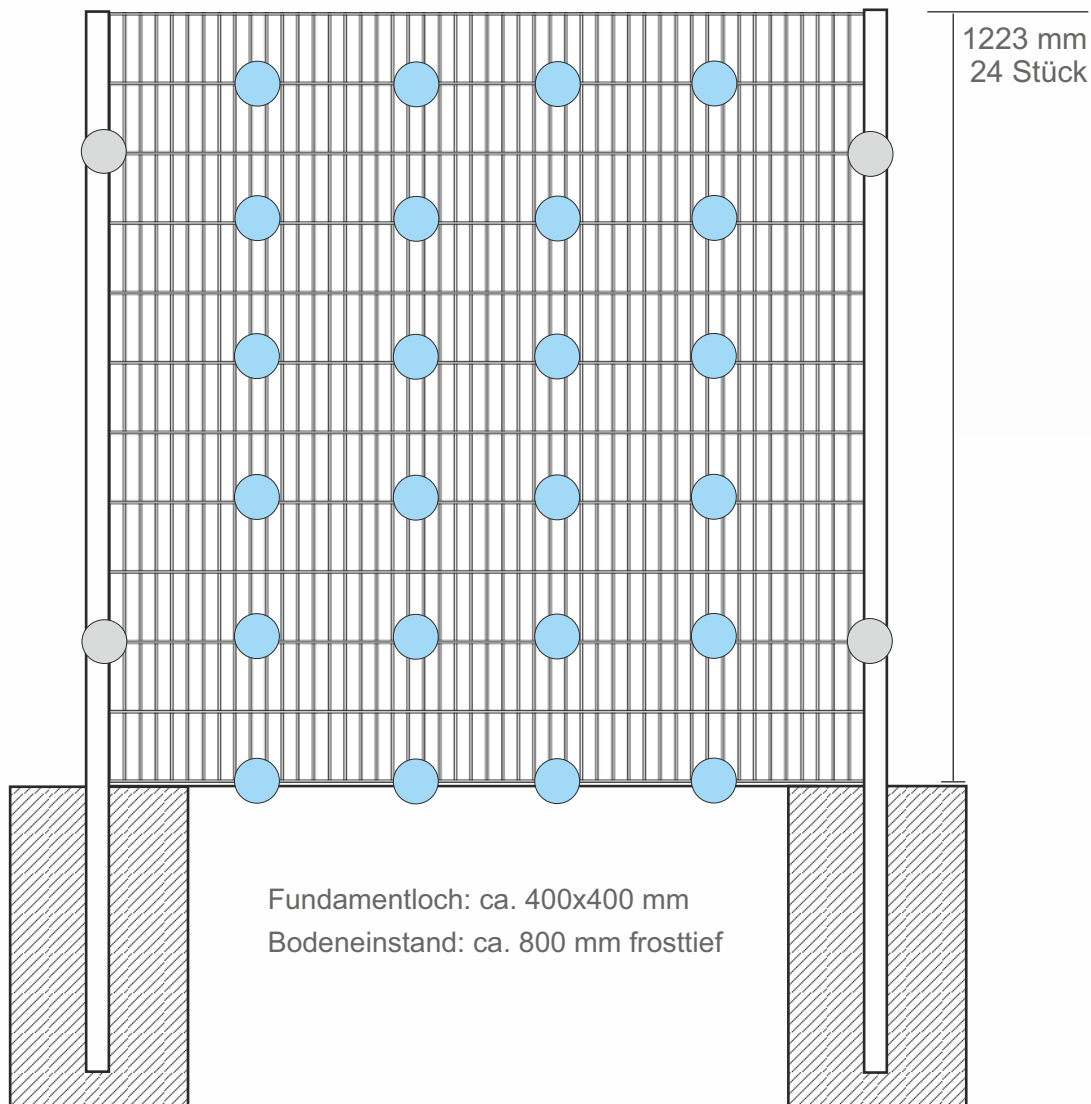 1223 mm
24 Stück
Fundamentloch: ca. 400x400 mm
Bodeneinstand: ca. 800 mm frosttief